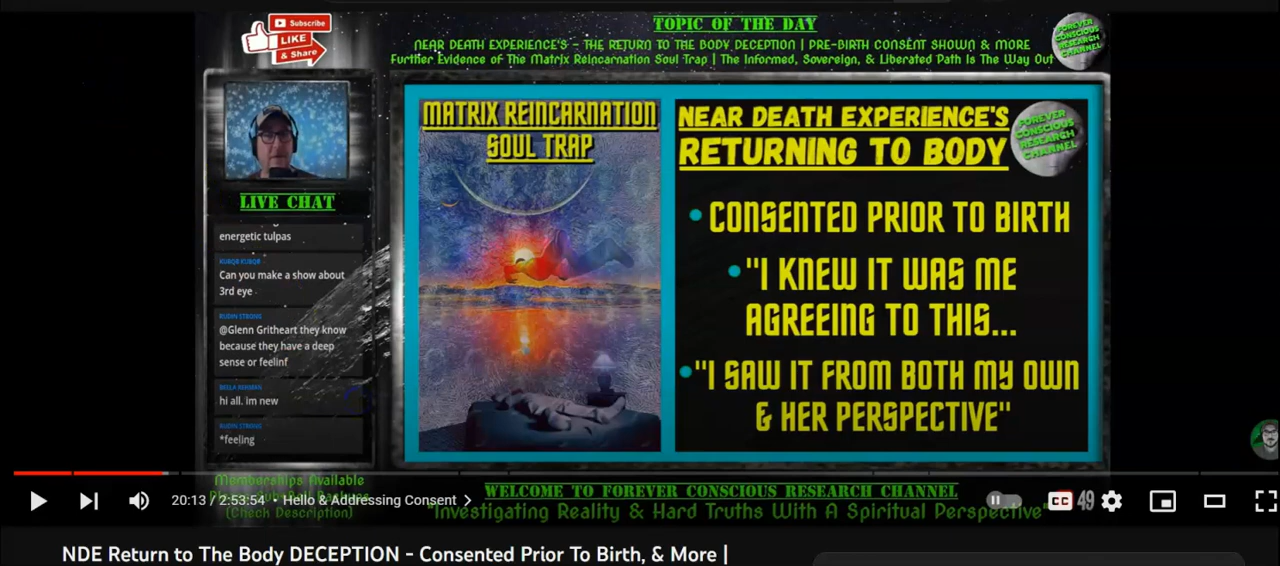 TOPIC OF THE DAY
NEAR DEATH EXPERIENCE'S - THE RETURN TO THE BODY DECEPTION | PRE-BIRTH CONSENT SHOWN & MORE
Further Evidence of The Matrix Reincarnation Soul Trap | The Informed, Sovereign, & Liberated Path Is The Way Out
Subscribe
LIKE
& Share
FOREVER
CONSCIOUS
RESEARCH
CHANNEL
MATRIX REINCARNATION
SOUL TRAP
NEAR DEATH EXPERIENCE'S
RETURNING TO BODY
FOREVER
CONSCIOUS
RESEARCH
CHANNEL
• CONSENTED PRIOR TO BIRTH
• "I KNEW IT WAS ME
AGREEING TO THIS...
• "I SAW IT FROM BOTH MY OWN
& HER PERSPECTIVE"
LIVE CHAT
energetic tulpas
Can you make a show about
3rd eye
RUDIN STRONG
@Glenn Gritheart they know
because they have a deep
sense or feelinf
hi all. im new
RUDIN STRONG
*feeling
Memberships Available
(Check Description)
WELCOME TO FOREVER CONSCIOUS RESEARCH CHANNEL
"Investigating Reality & Hard Truths With A Spiritual Perspective"
20:13 / 2:53:54 • Hello & Addressing Consent >
CC
49
NDE Return to The Body DECEPTION - Consented Prior To Birth, & More |